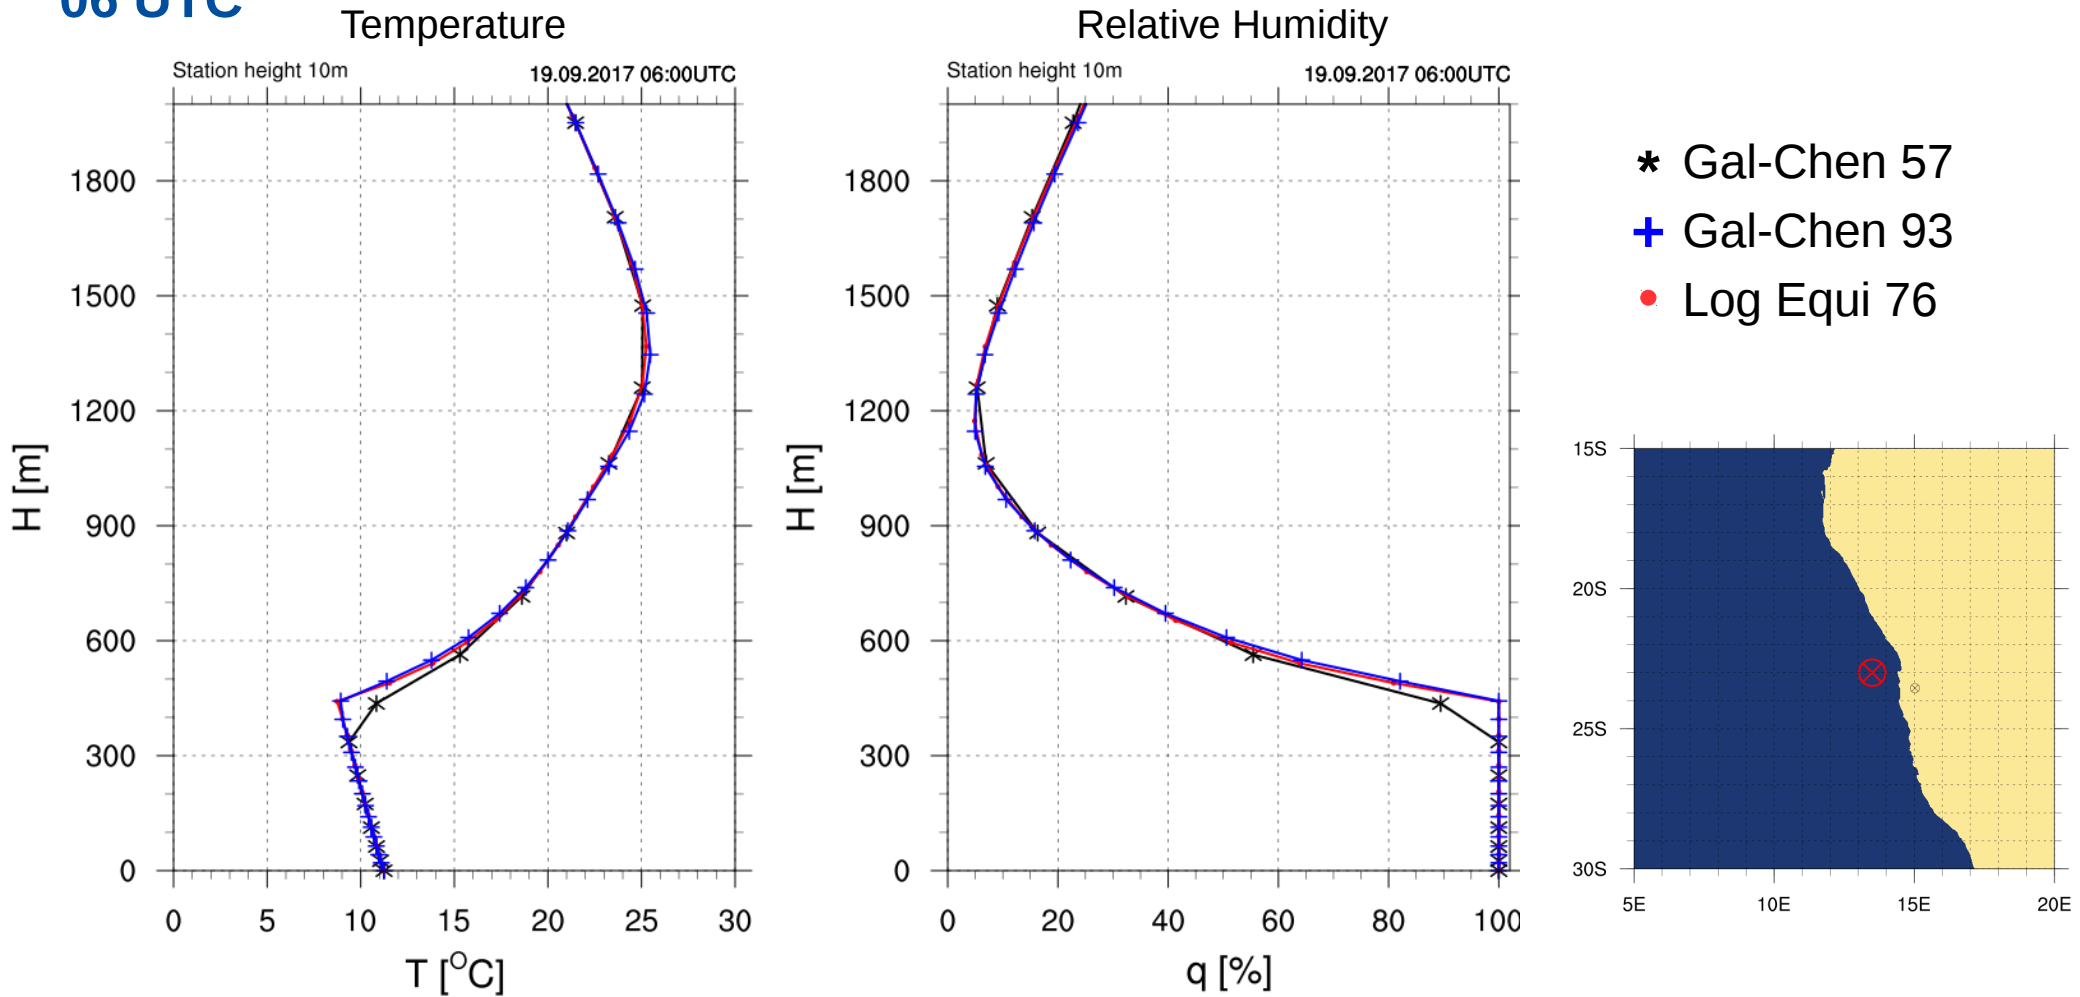 06 UTC
Temperature
Relative Humidity
Station height 10m
19.09.2017 06:00UTC
Station height 10m
19.09.2017 06:00UTC
1800
1500
1200
900
600
300
0
H [m]
0 5 10 15 20 25 30
T [°C]
1800
1500
1200
900
600
300
0
H [m]
0 20 40 60 80 100
q [%]
* Gal-Chen 57
+ Gal-Chen 93
• Log Equi 76
15S
20S
25S
30S
5E 10E 15E 20E